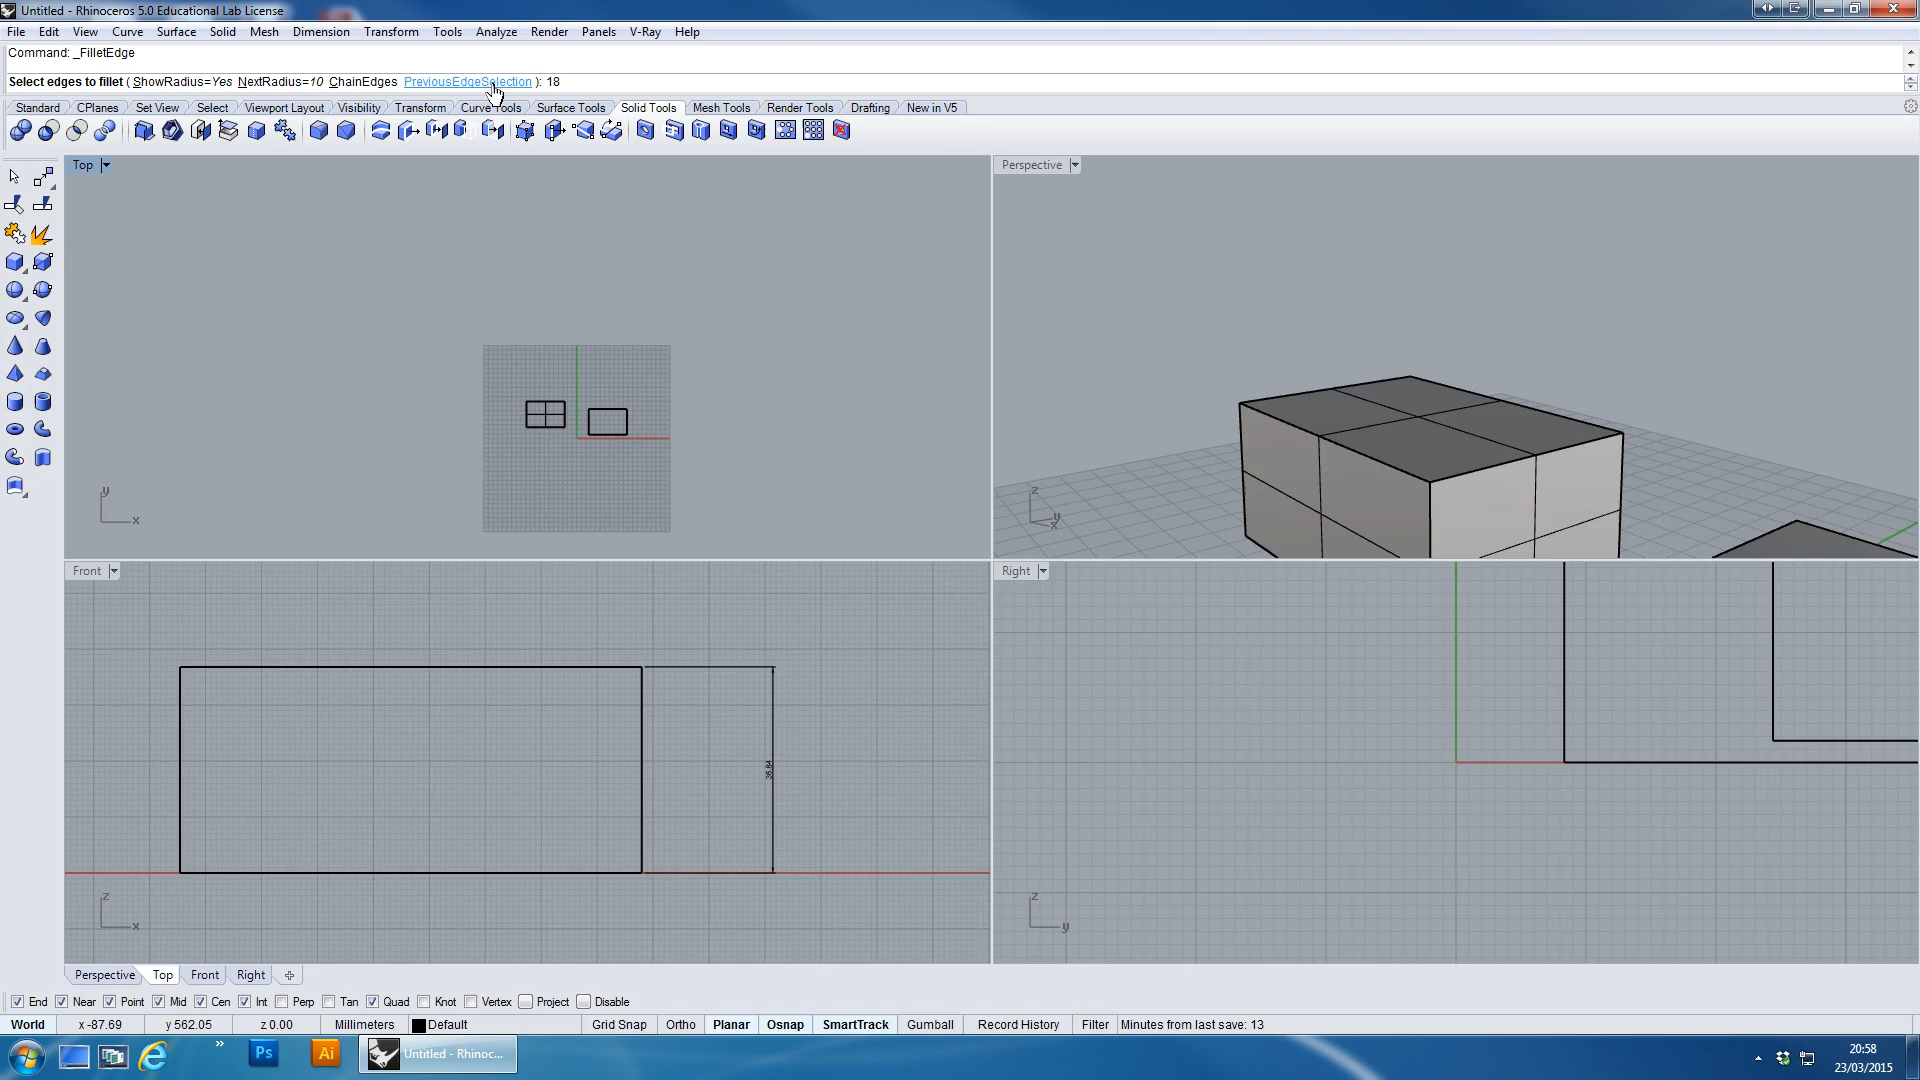 Untitled - Rhinoceros 5.0 Educational Lab License
File Edit View Curve Surface Solid Mesh Dimension Transform Tools Analyze Render Panels V-Ray Help
Command: _FilletEdge
Select edges to fillet ( ShowRadius=Yes NextRadius=10 ChainEdges PreviousEdgeSelection ): 18
Standard CPlanes Set View Select Viewport Layout Visibility Transform Curve Tools Surface Tools Solid Tools Mesh Tools Render Tools Drafting New in V5
Top
Perspective
y
x
z
y
x
Front
Right
35.84
z
x
z
y
Perspective Top Front Right
End Near Point Mid Cen Int Perp Tan Quad Knot Vertex Project Disable
World x -87.69 y 562.05 z 0.00 Millimeters Default Grid Snap Ortho Planar Osnap SmartTrack Gumball Record History Filter Minutes from last save: 13
» Ps Ai Untitled - Rhinoc...
20:58
23/03/2015